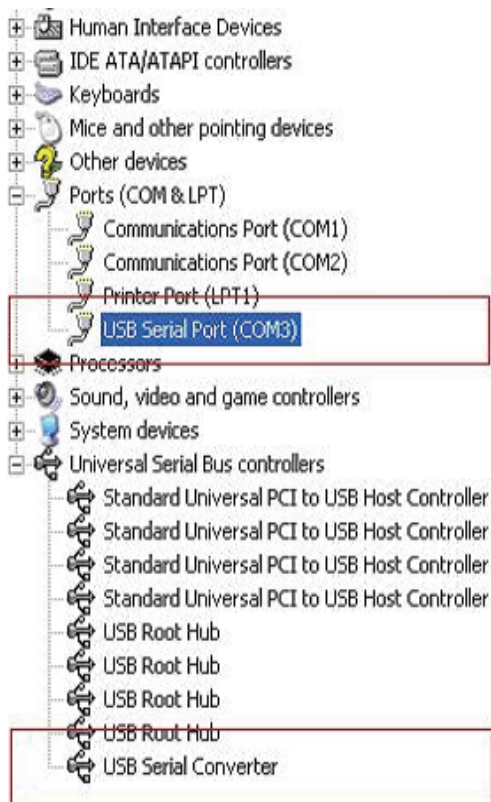 Human Interface Devices
IDE ATA/ATAPI controllers
Keyboards
Mice and other pointing devices
Other devices
Ports (COM & LPT)
Communications Port (COM1)
Communications Port (COM2)
Printer Port (LPT1)
USB Serial Port (COM3)
Processors
Sound, video and game controllers
System devices
Universal Serial Bus controllers
Standard Universal PCI to USB Host Controller
Standard Universal PCI to USB Host Controller
Standard Universal PCI to USB Host Controller
Standard Universal PCI to USB Host Controller
USB Root Hub
USB Root Hub
USB Root Hub
USB Root Hub
USB Serial Converter